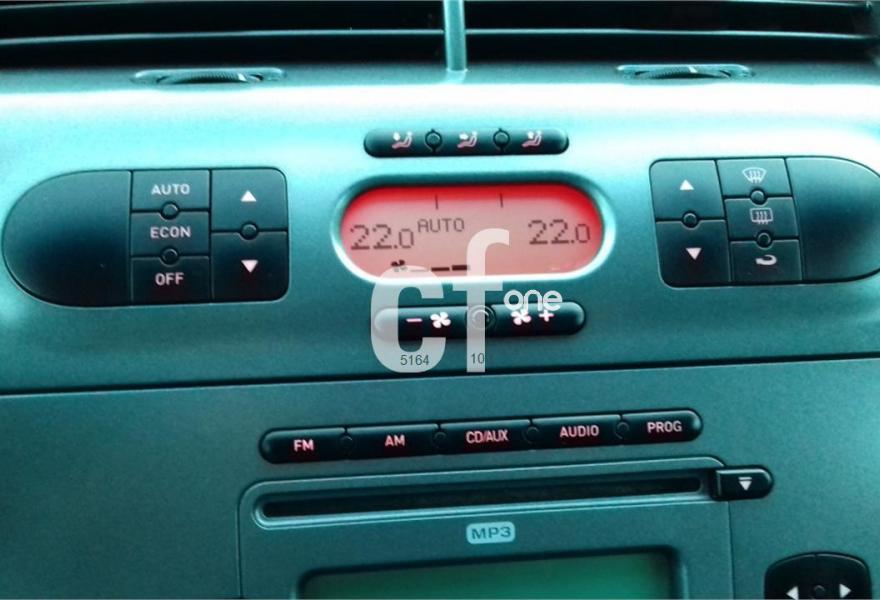 AUTO
ECON
OFF
22.0 AUTO 22.0
cf one
5164 10
FM AM CD/AUX AUDIO PROG
MP3